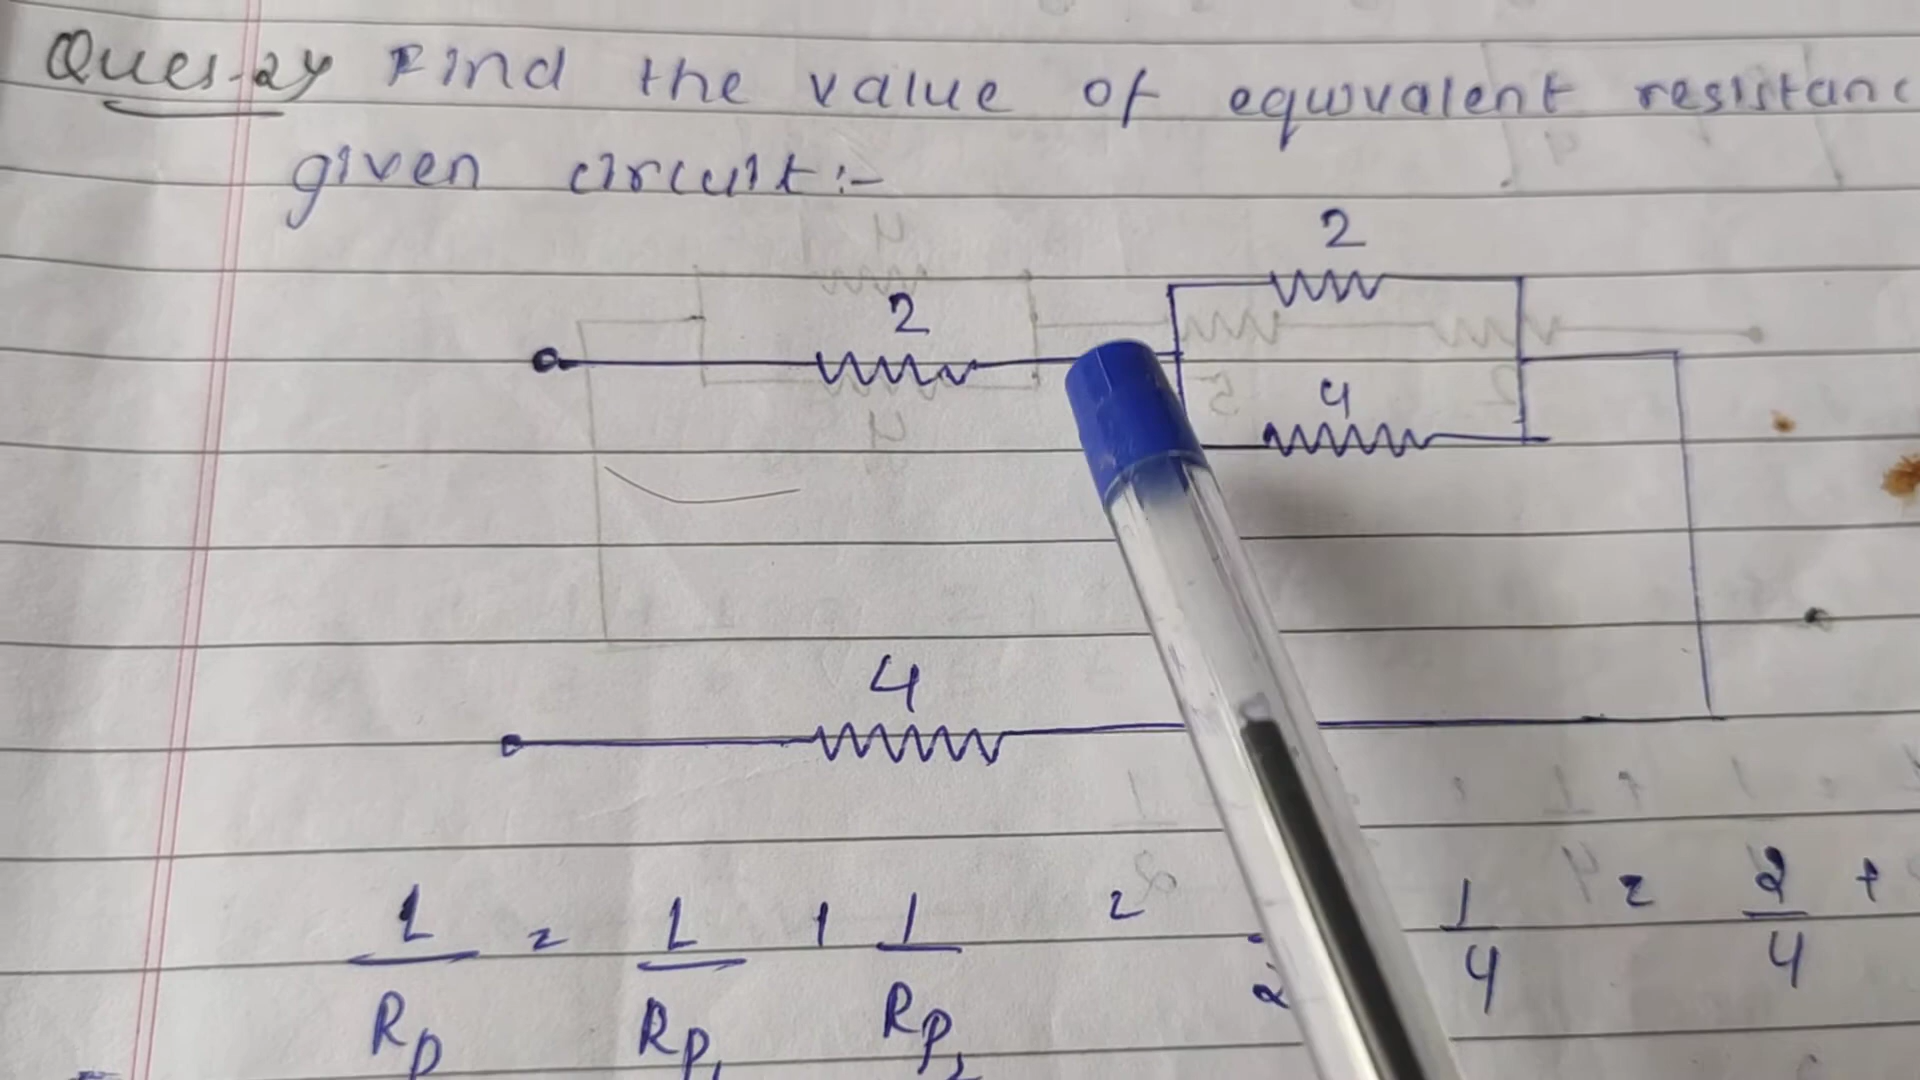 Ques-24 Find the value of equivalent resistanc
given circuit:-
2
2
4
4
1/Rp = 1/Rp1 + 1/Rp2 = 1/4 = 2/4 +